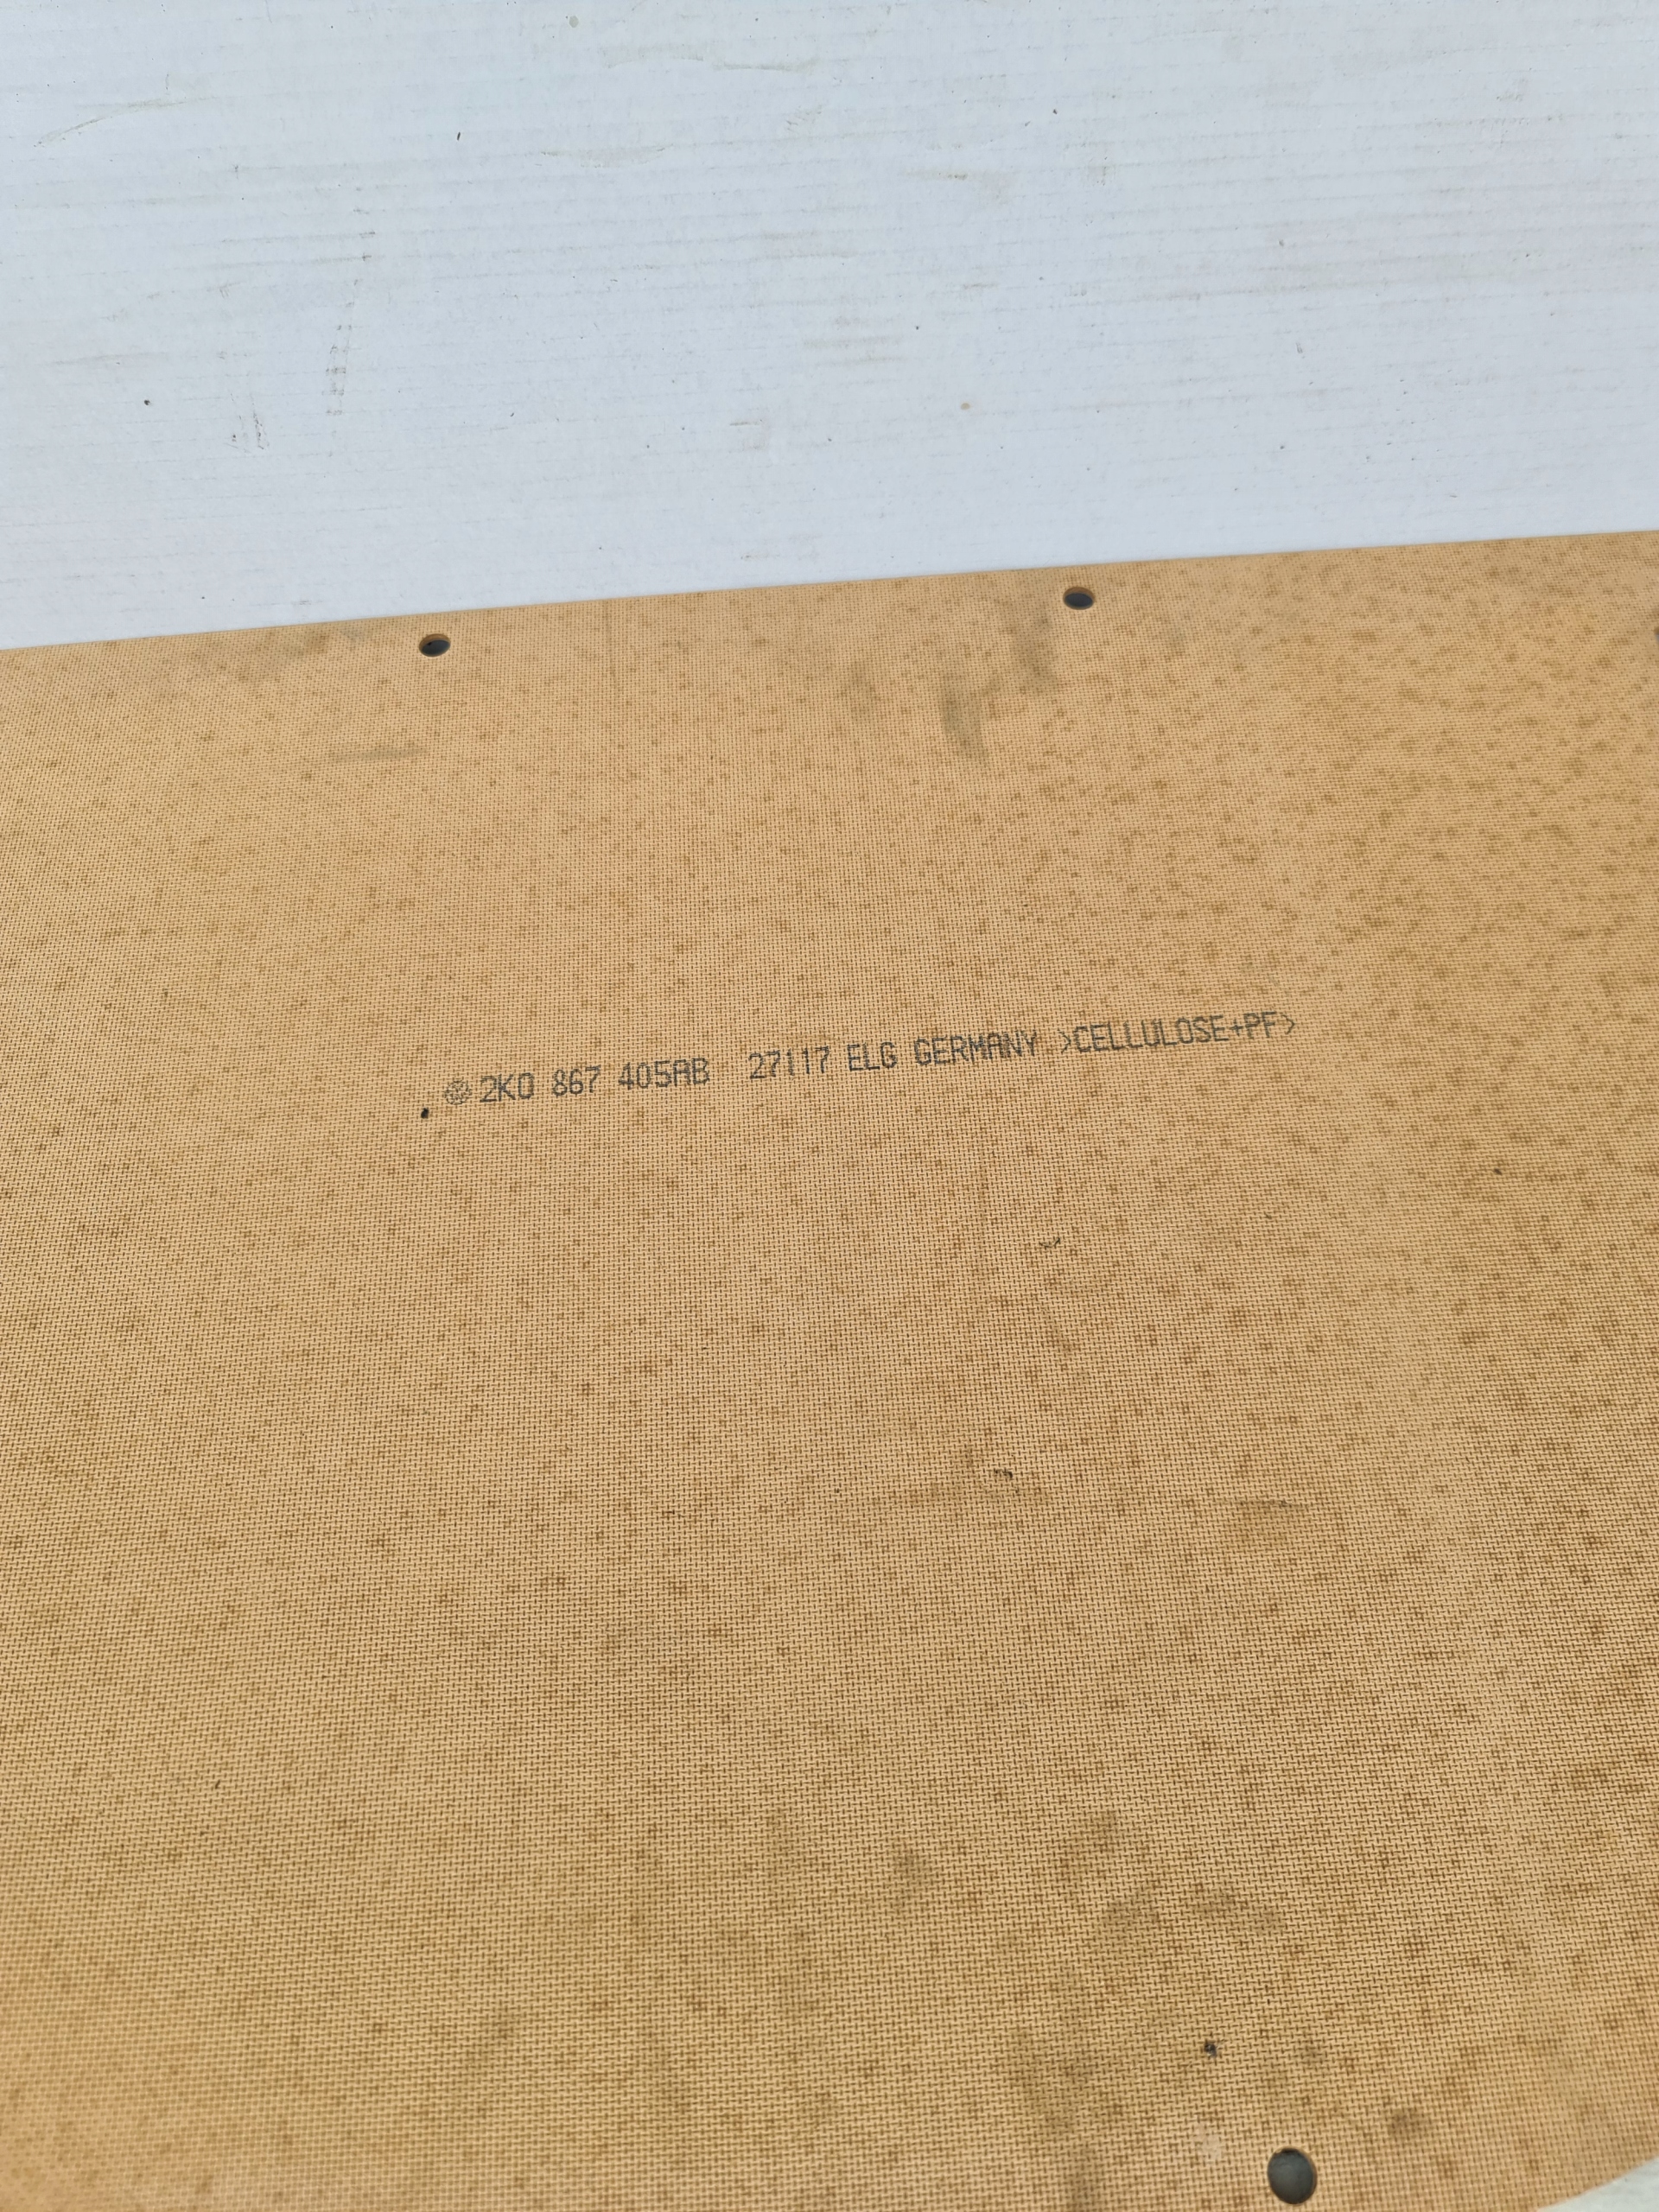 2K0 867 405AB 27117 ELG GERMANY >CELLULOSE+PF>